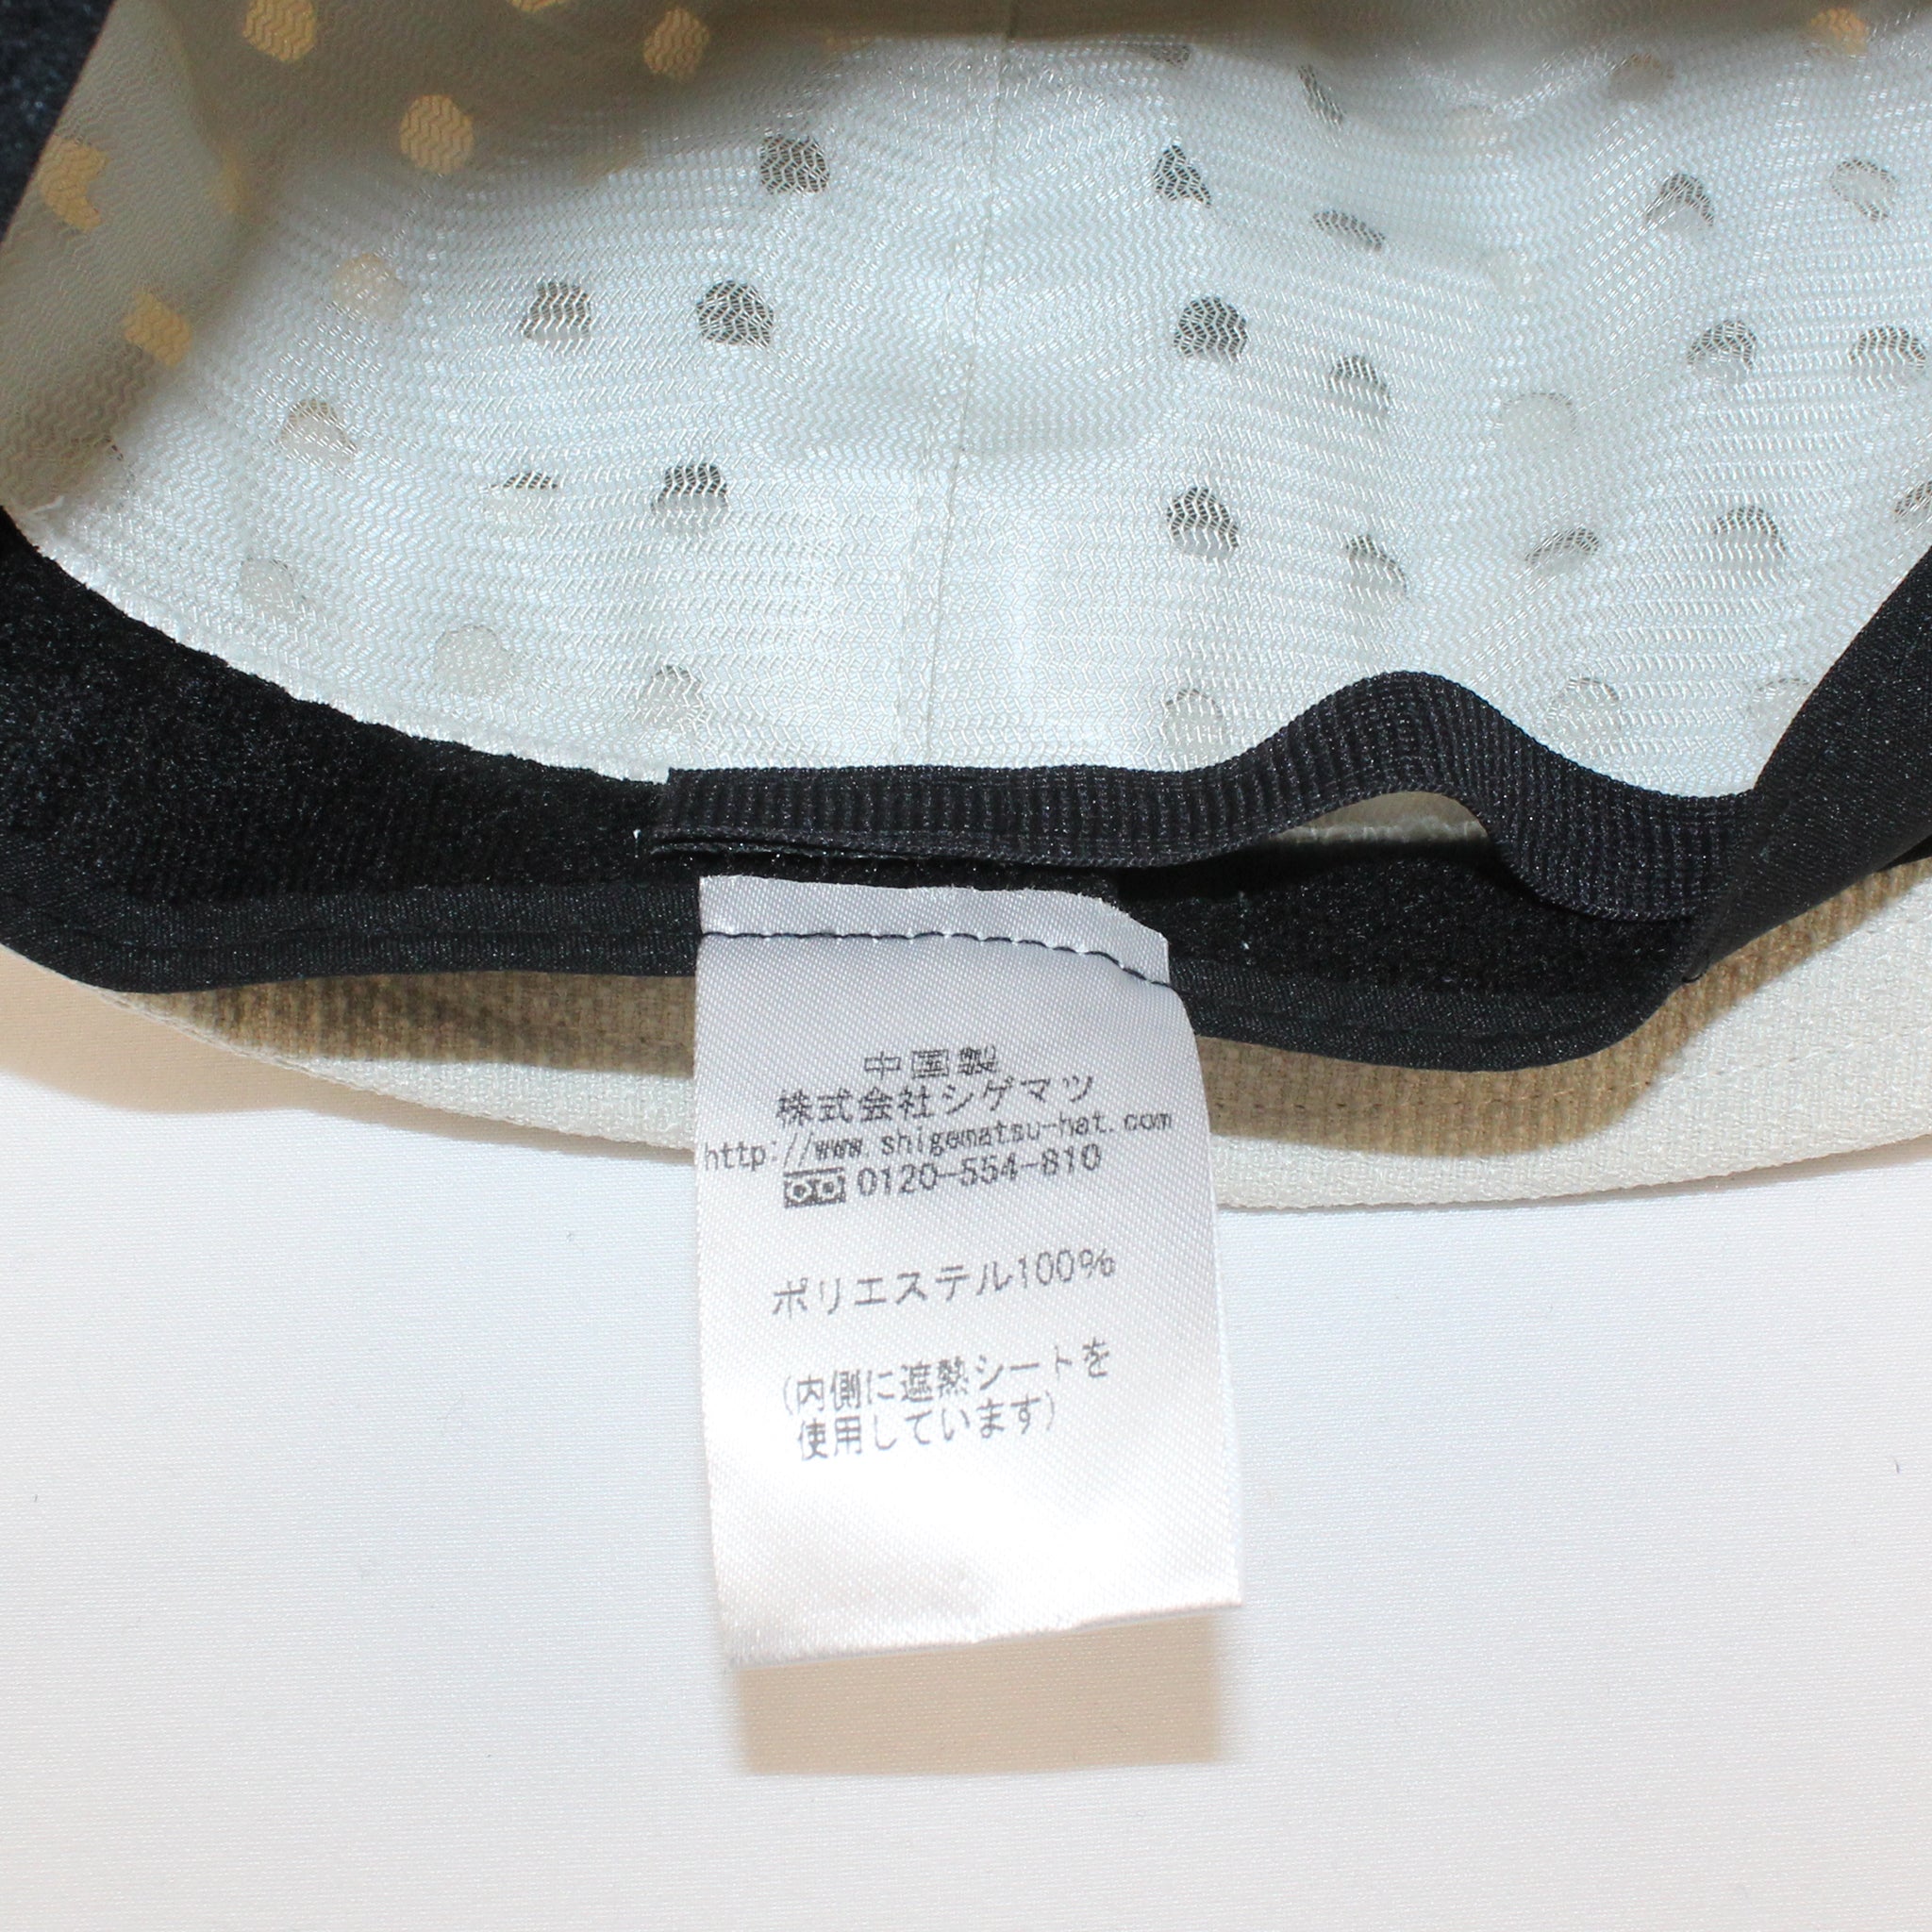 中国製
株式会社シゲマツ
http://www.shigematsu-hat.com
0120-554-810
ポリエステル100%
(内側に遮熱シートを
使用しています)